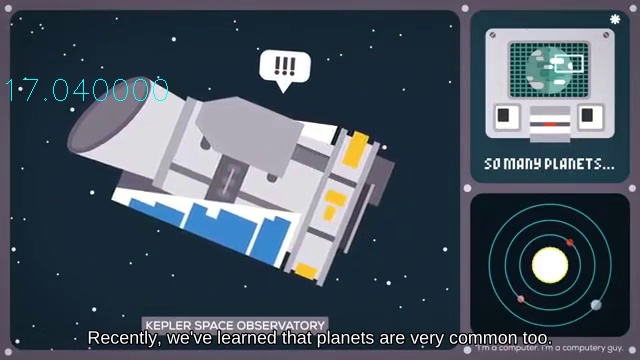 !!!
17.040000
SO MANY PLANETS...
KEPLER SPACE OBSERVATORY
Recently, we've learned that planets are very common too.
*I'm a computer. I'm a computery guy.